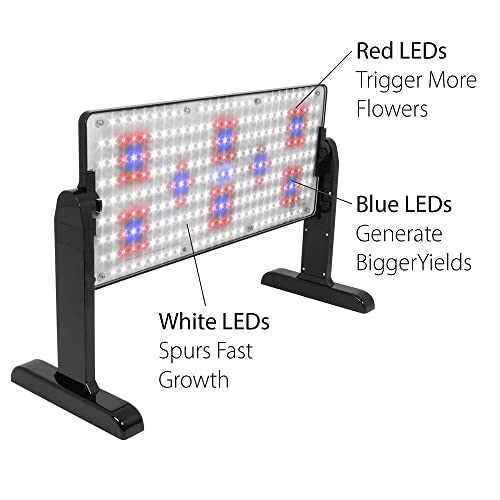 Red LEDs
Trigger More
Flowers
Blue LEDs
Generate
BiggerYields
White LEDs
Spurs Fast
Growth